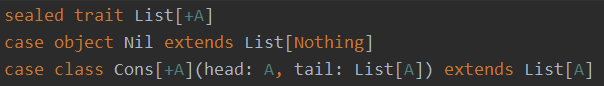 sealed trait List[+A]
case object Nil extends List[Nothing]
case class Cons[+A](head: A, tail: List[A]) extends List[A]